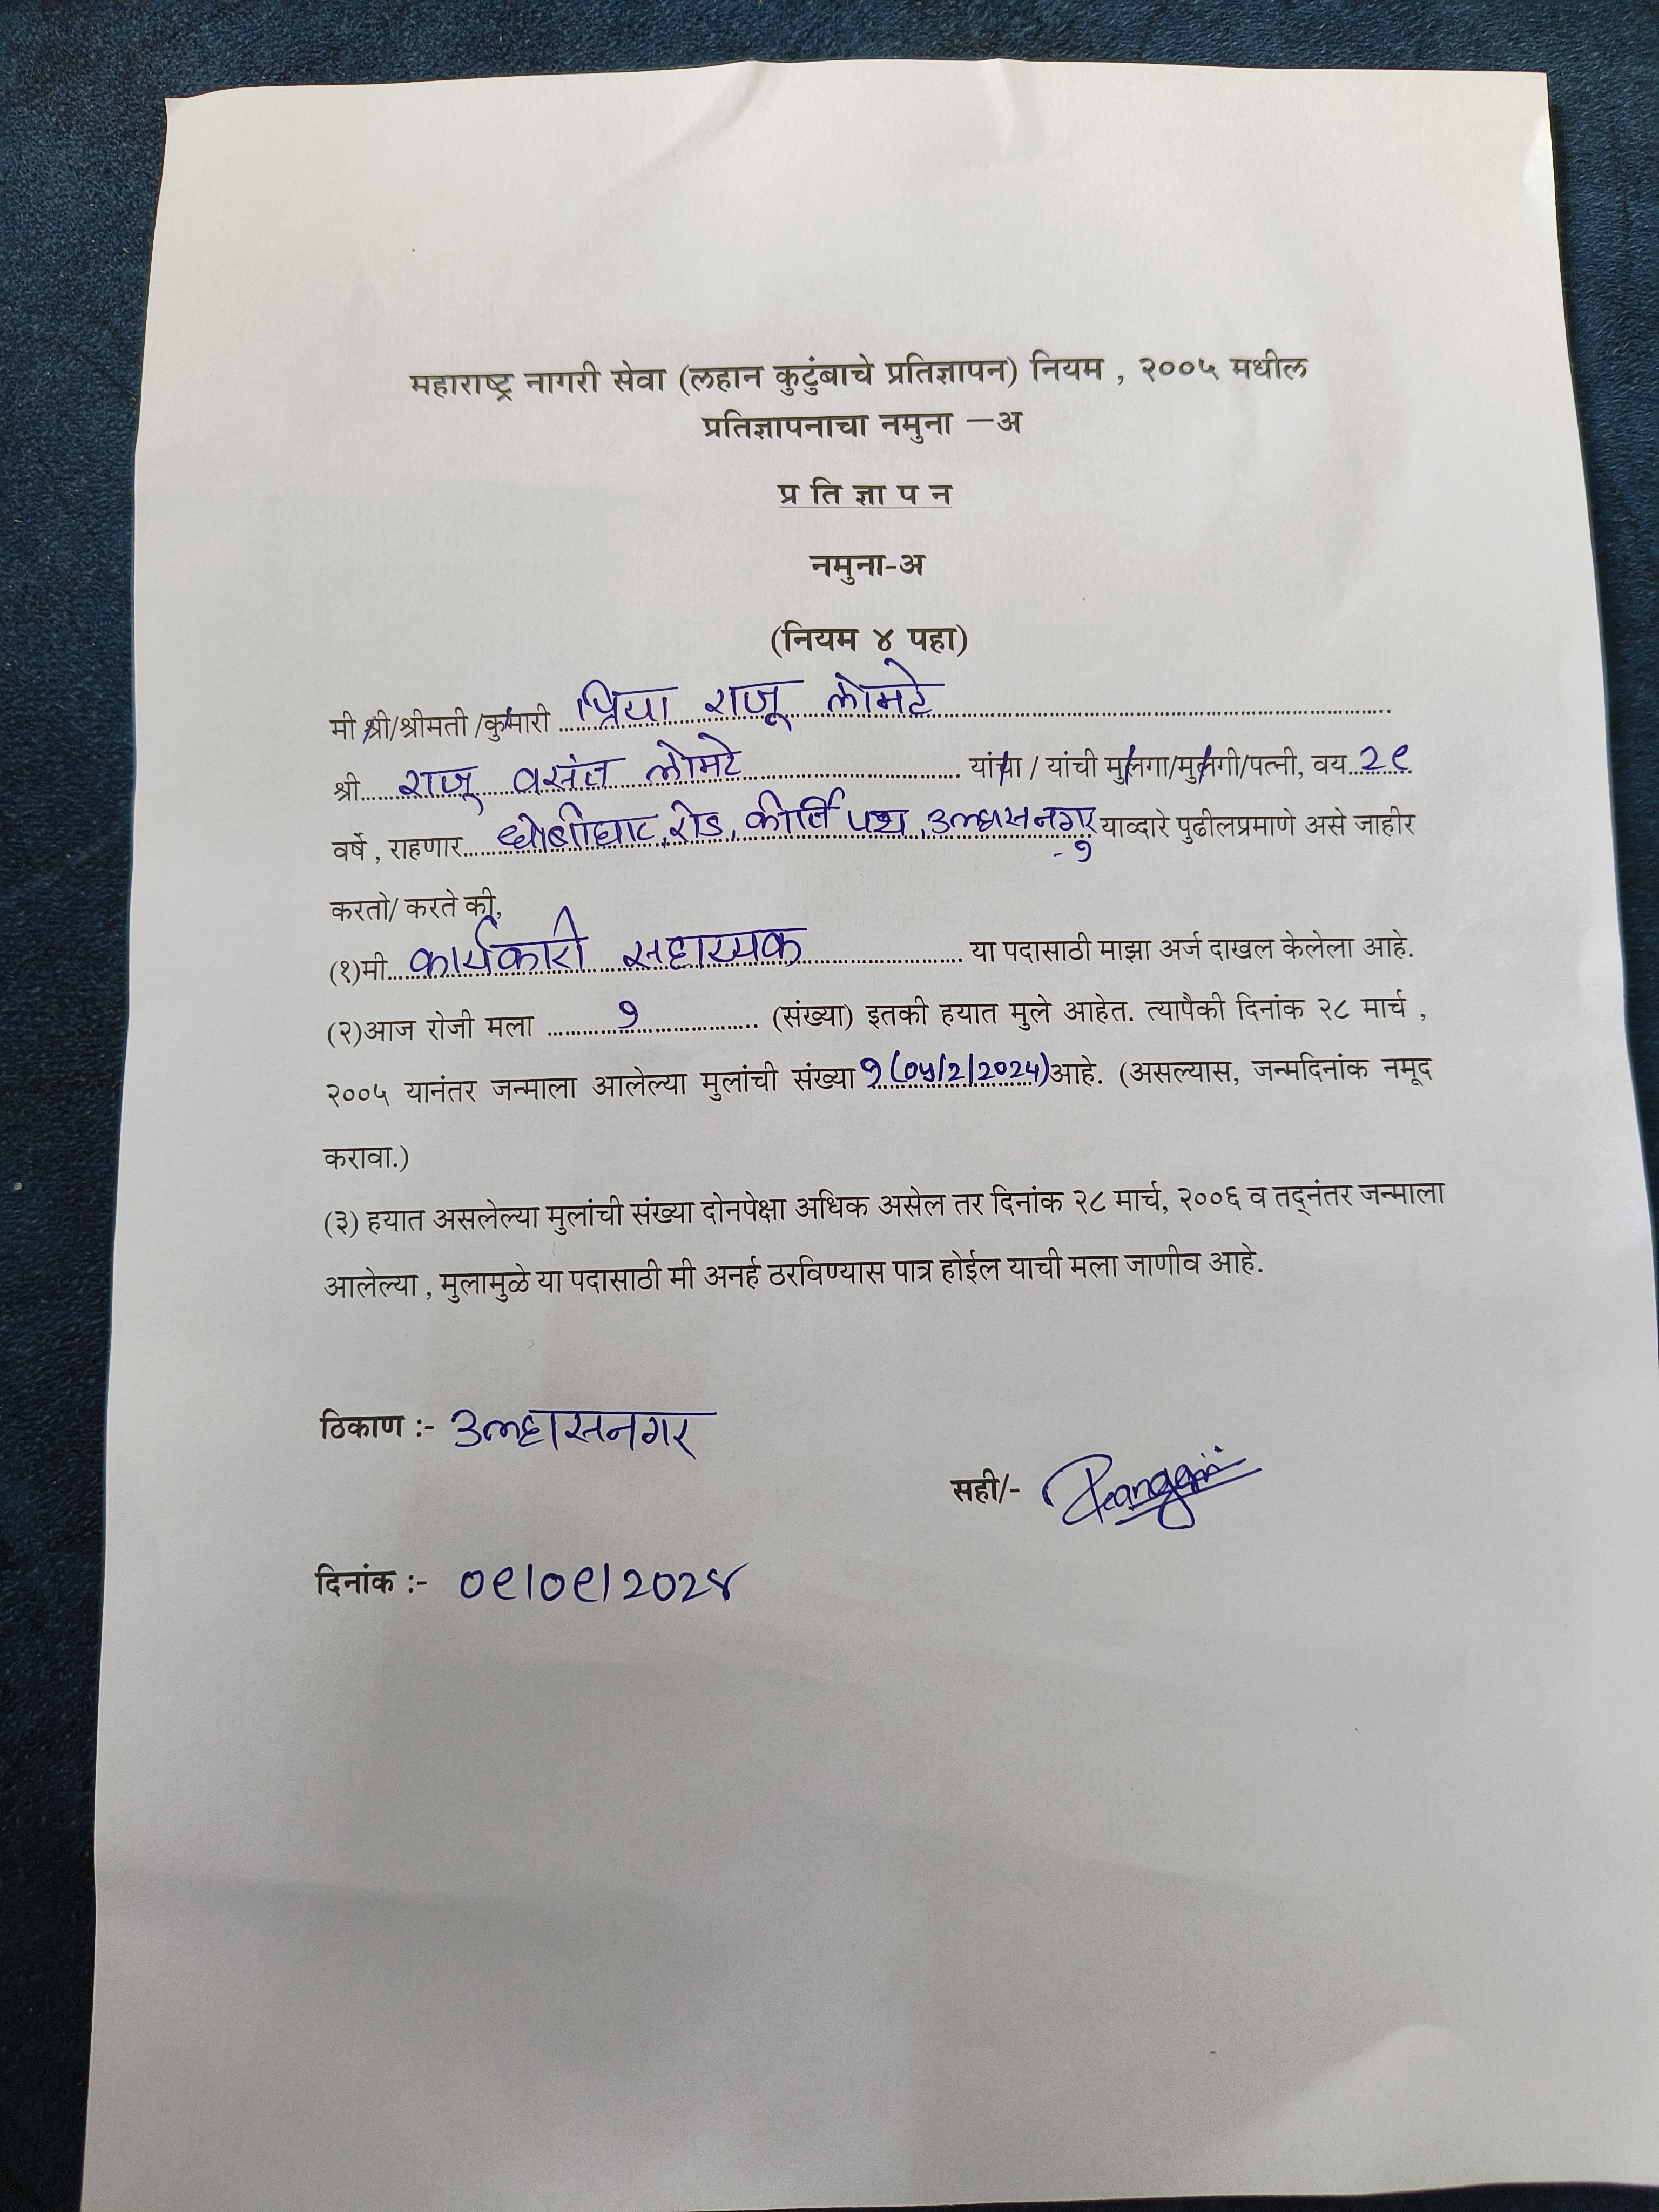 महाराष्ट्र नागरी सेवा (लहान कुटुंबाचे प्रतिज्ञापन) नियम , २००५ मधील
प्रतिज्ञापनाचा नमुना –अ
प्र ति ज्ञा प न
नमुना-अ
(नियम ४ पहा)
मी श्री/श्रीमती /कुमारी ...प्रिया राजू लोमटे...
श्री.... राजू वसंत लोमटे ... यांचा / यांची मुलगा/मुलगी/पत्नी, वय..२९..
वर्षे , राहणार.... धोबीघाट, रोड, कीर्ती पथ, उल्हासनगर याव्दारे पुढीलप्रमाणे असे जाहीर
-१
करतो/ करते की,
(१)मी.. कार्यकारी सहाय्यक ... या पदासाठी माझा अर्ज दाखल केलेला आहे.
(२)आज रोजी मला ... १ ... (संख्या) इतकी हयात मुले आहेत. त्यापैकी दिनांक २८ मार्च ,
२००५ यानंतर जन्माला आलेल्या मुलांची संख्या १ (०५/२/२०२4) आहे. (असल्यास, जन्मदिनांक नमूद
करावा.)
(३) हयात असलेल्या मुलांची संख्या दोनपेक्षा अधिक असेल तर दिनांक २८ मार्च, २००६ व तद्नंतर जन्माला
आलेल्या , मुलामुळे या पदासाठी मी अनर्ह ठरविण्यास पात्र होईल याची मला जाणीव आहे.
ठिकाण :- उल्हासनगर
सही/-
दिनांक :- ०९/०९/२०२४